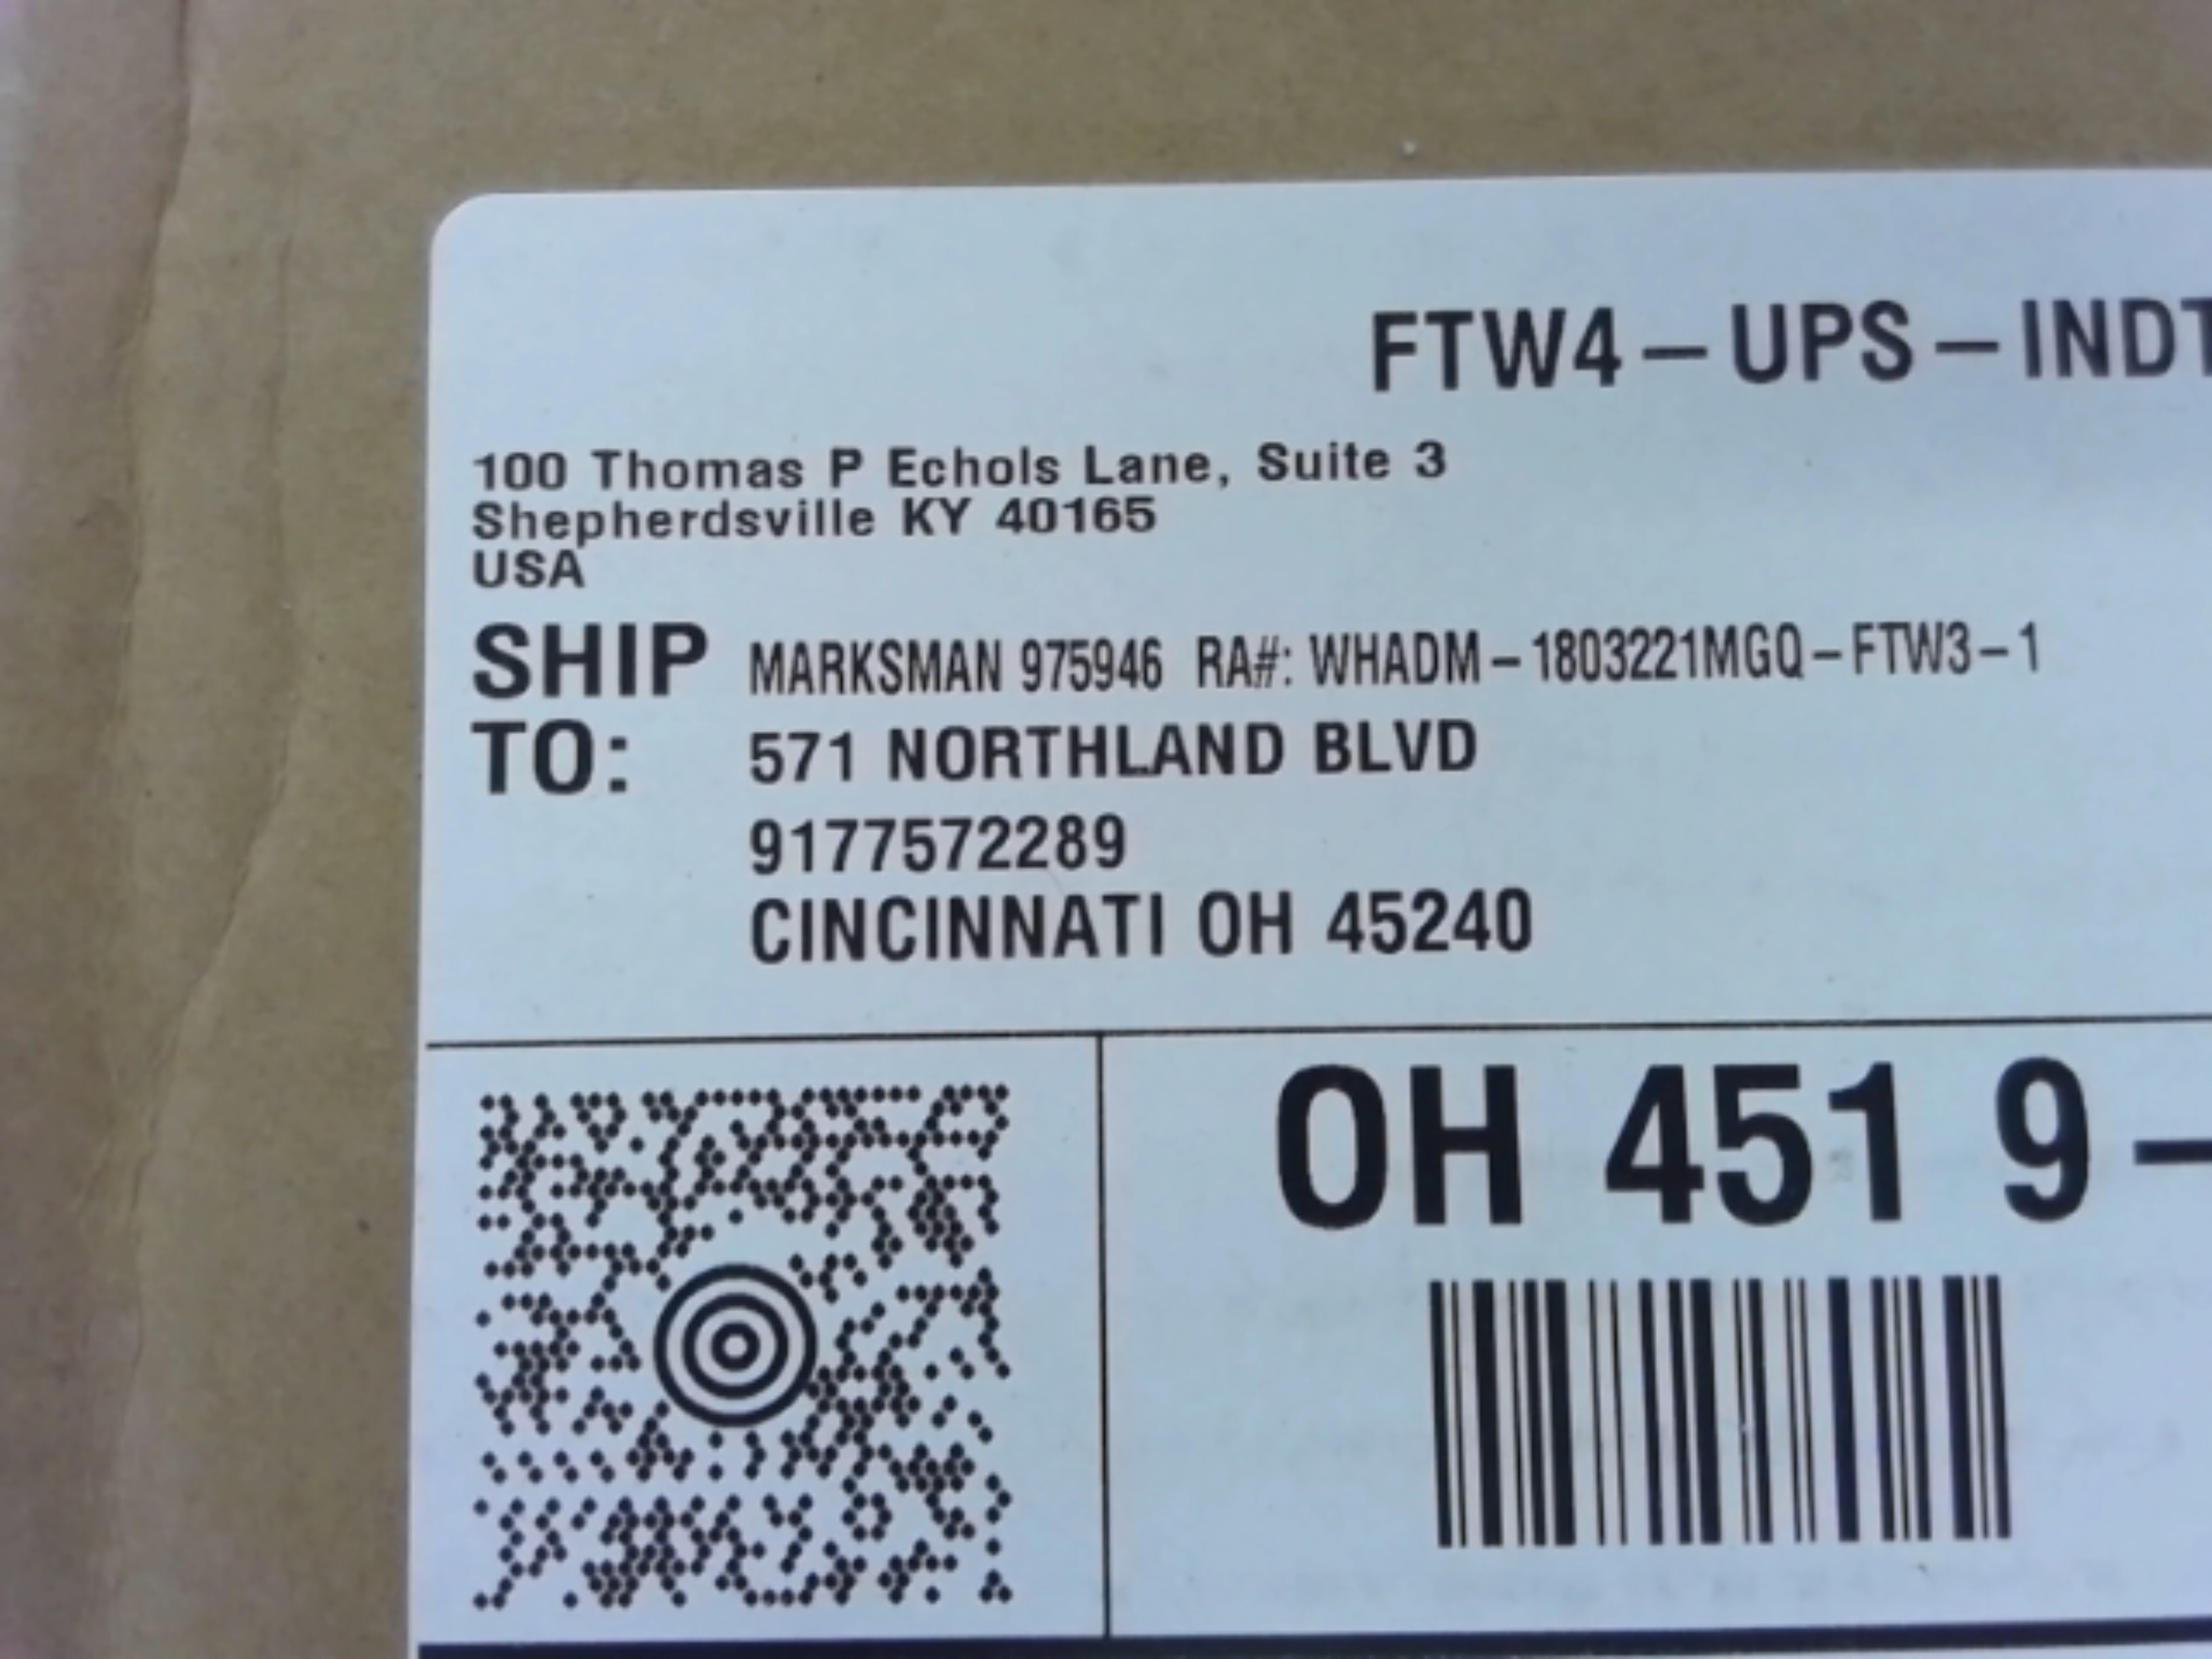 FTW4-UPS-INDT
100 Thomas P Echols Lane, Suite 3
Shepherdsville KY 40165
USA
SHIP TO: MARKSMAN 975946 RA#: WHADM-1803221MGQ-FTW3-1
571 NORTHLAND BLVD
9177572289
CINCINNATI OH 45240
OH 451 9-